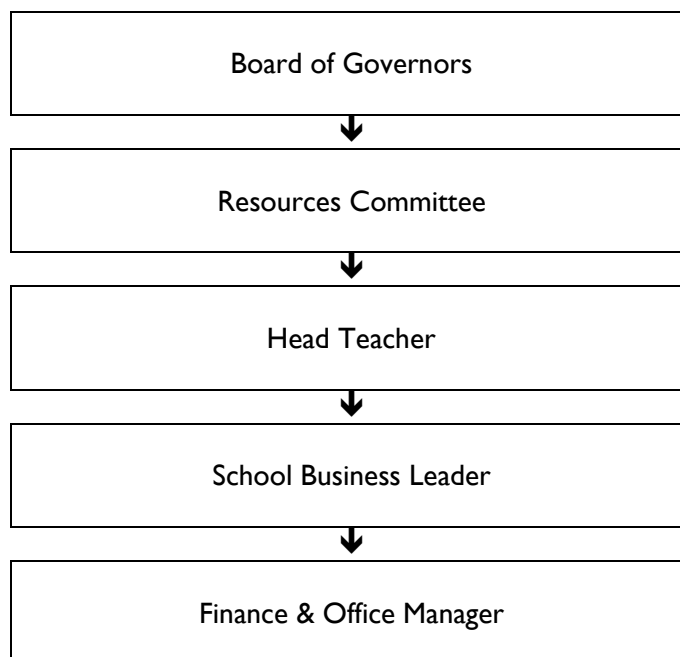 Board of Governors
Resources Committee
Head Teacher
School Business Leader
Finance & Office Manager